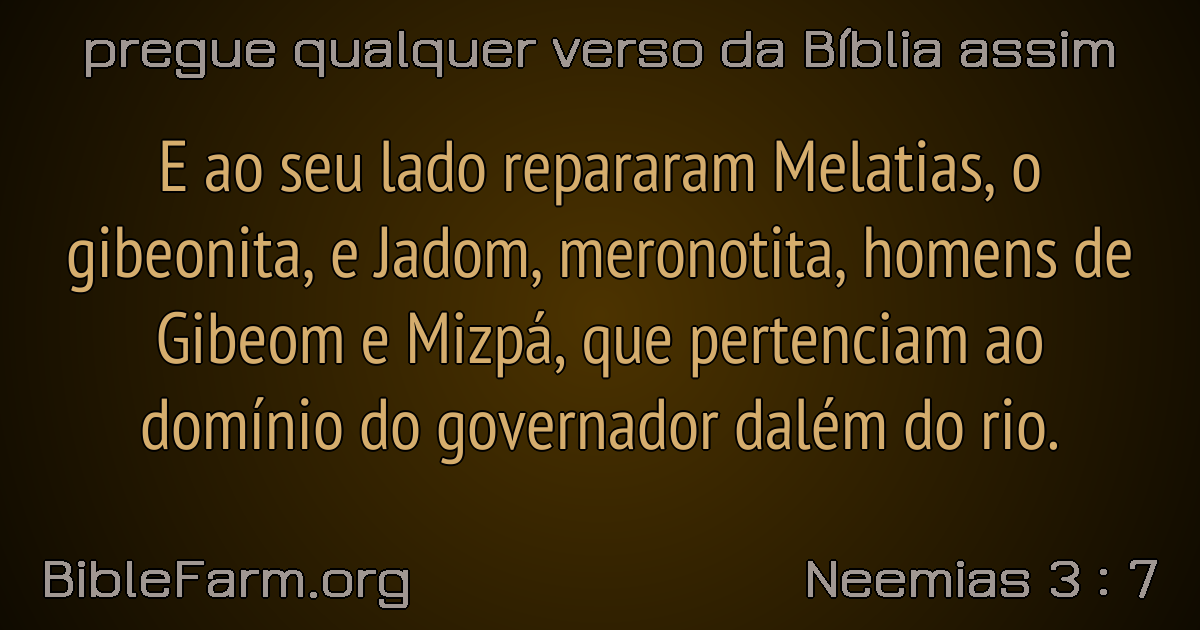 pregue qualquer verso da Bíblia assim
E ao seu lado repararam Melatias, o
gibeonita, e Jadom, meronotita, homens de
Gibeom e Mizpá, que pertenciam ao
domínio do governador dalém do rio.
BibleFarm.org
Neemias 3 : 7